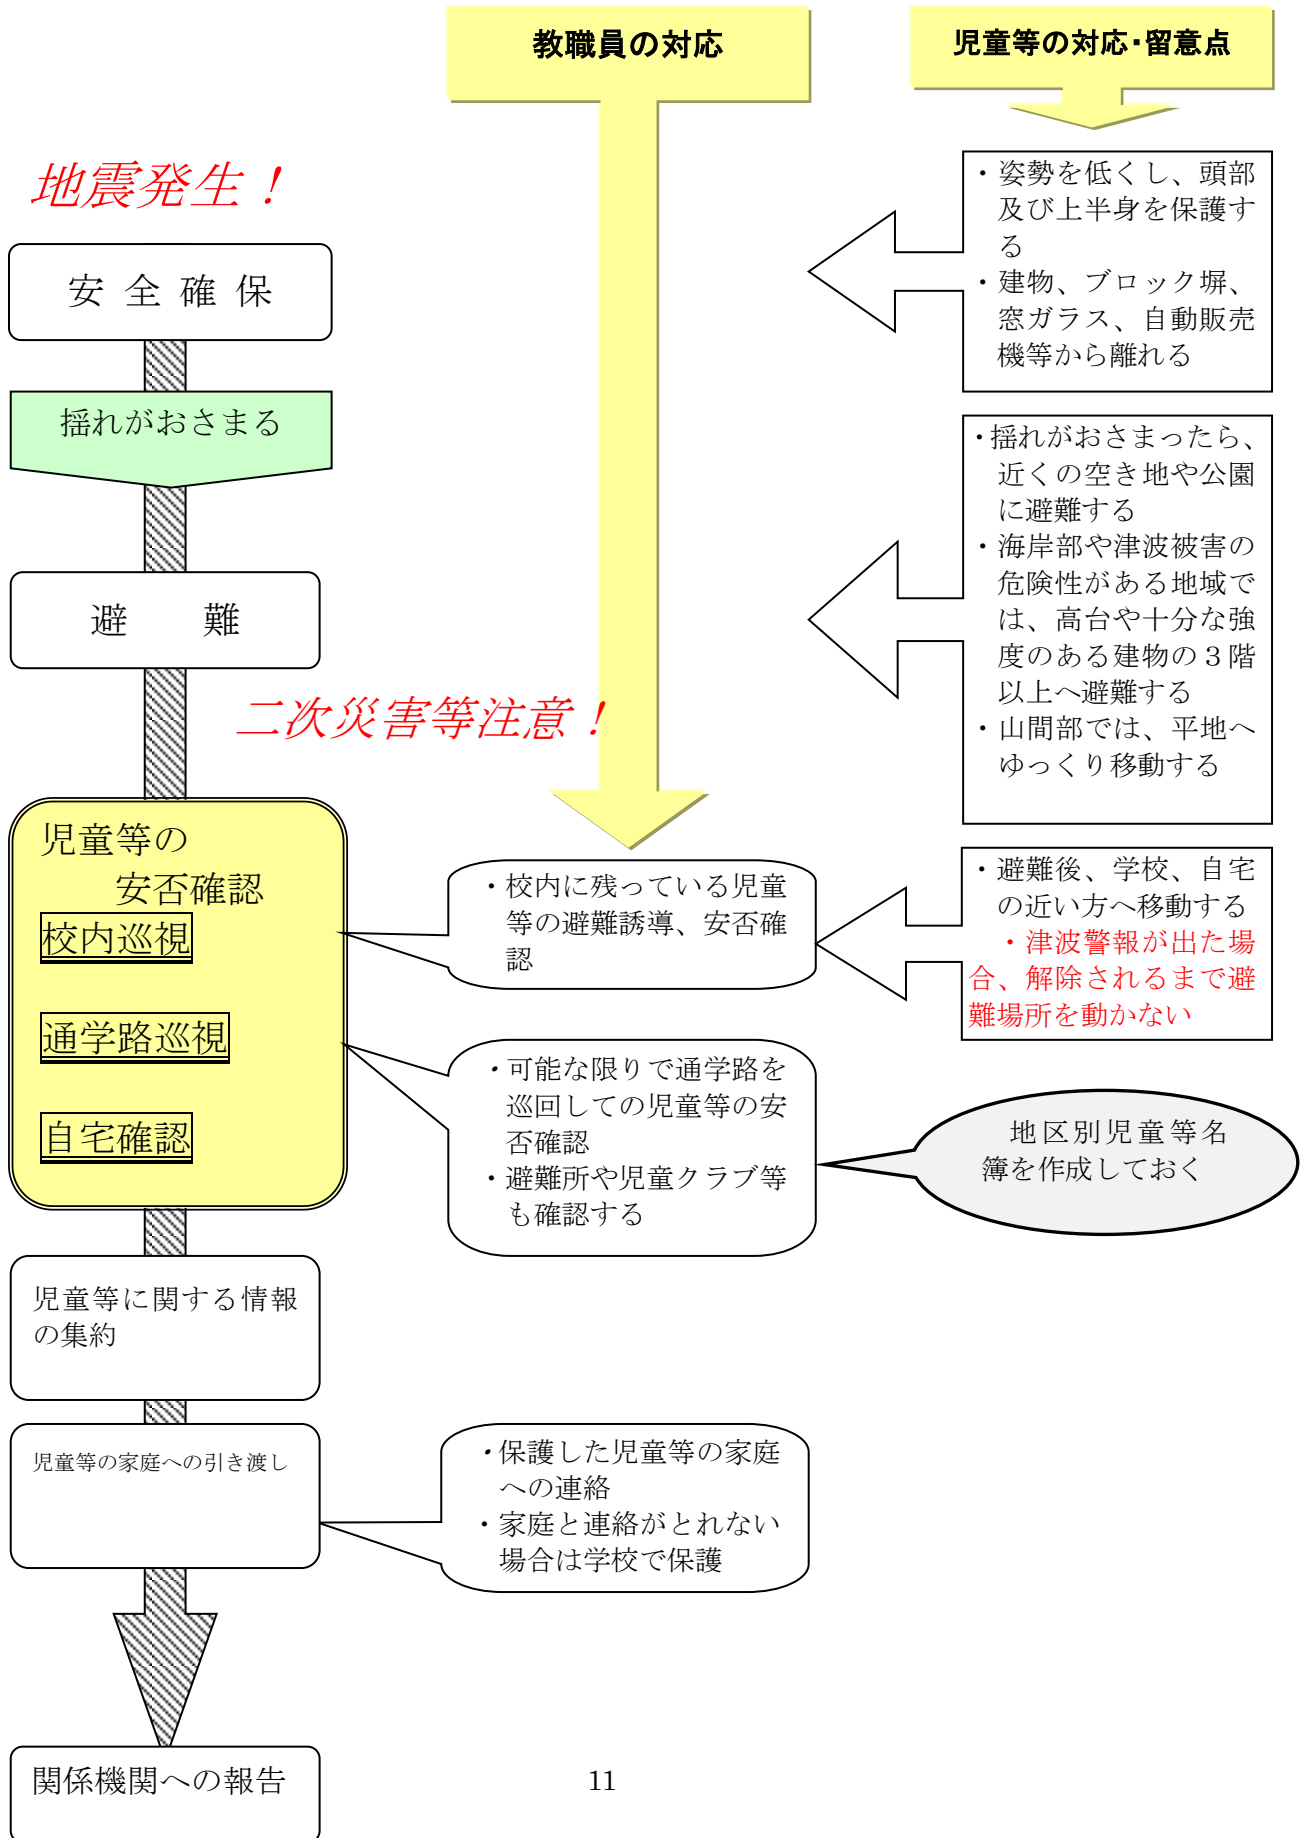 教職員の対応
児童等の対応・留意点
地震発生！
安全確保
揺れがおさまる
避　難
二次災害等注意！
児童等の
安否確認
校内巡視
通学路巡視
自宅確認
児童等に関する情報
の集約
児童等の家庭への引き渡し
関係機関への報告
・校内に残っている児童
等の避難誘導、安否確
認
・可能な限りで通学路を
巡回しての児童等の安
否確認
・避難所や児童クラブ等
も確認する
・保護した児童等の家庭
への連絡
・家庭と連絡がとれない
場合は学校で保護
・姿勢を低くし、頭部
及び上半身を保護す
る
・建物、ブロック塀、
窓ガラス、自動販売
機等から離れる
・揺れがおさまったら、
近くの空き地や公園
に避難する
・海岸部や津波被害の
危険性がある地域で
は、高台や十分な強
度のある建物の３階
以上へ避難する
・山間部では、平地へ
ゆっくり移動する
・避難後、学校、自宅
の近い方へ移動する
・津波警報が出た場
合、解除されるまで避
難場所を動かない
地区別児童等名
簿を作成しておく
11